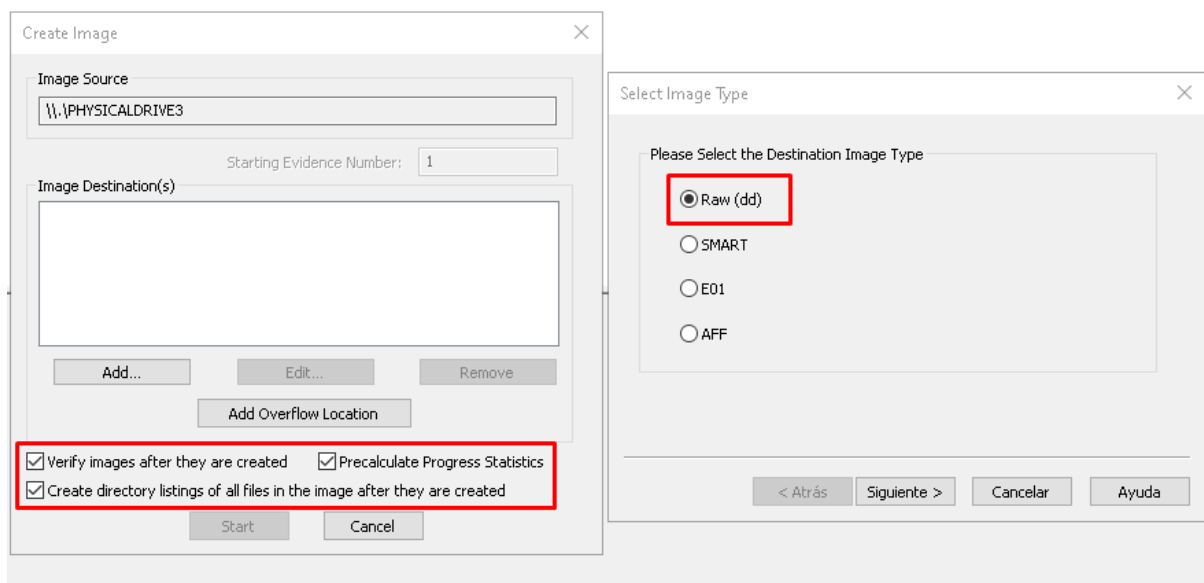 Create Image
Image Source
\\.\PHYSICALDRIVE3
Starting Evidence Number: 1
Image Destination(s)
Add...
Edit...
Remove
Add Overflow Location
Verify images after they are created
Precalculate Progress Statistics
Create directory listings of all files in the image after they are created
Start
Cancel
Select Image Type
Please Select the Destination Image Type
Raw (dd)
SMART
E01
AFF
< Atrás
Siguiente >
Cancelar
Ayuda